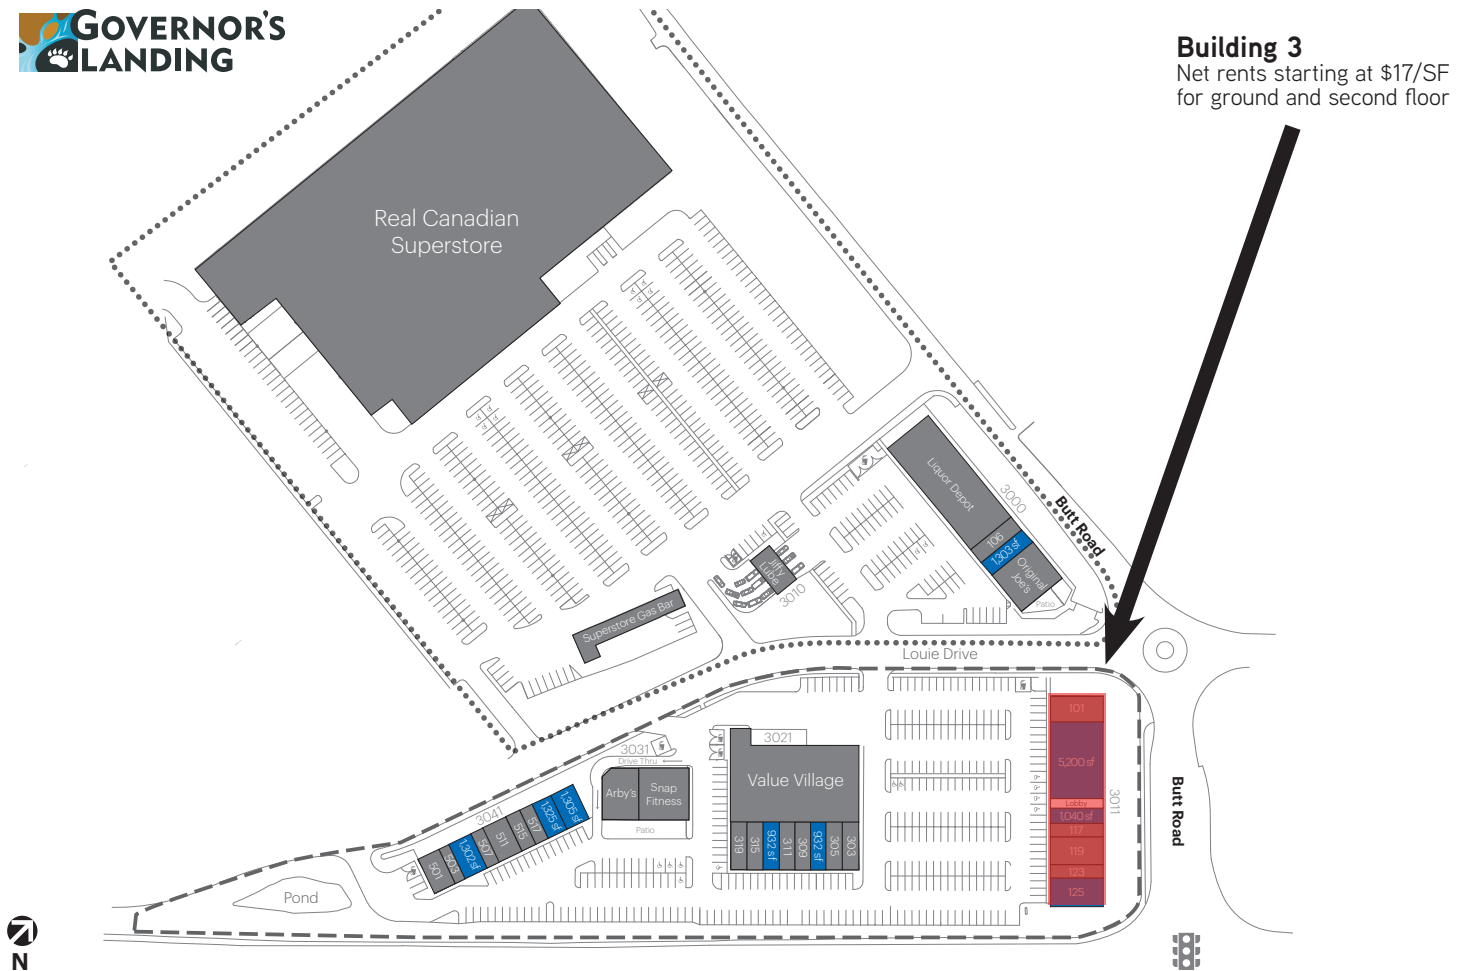 GOVERNOR'S
LANDING
Building 3
Net rents starting at $17/SF
for ground and second floor
Real Canadian
Superstore
Liquor Depot
3000
Butt Road
106
1,303 sf
Original
Joe's
Patio
Jiffy
Lube
3010
Superstore Gas Bar
Louie Drive
101
5,200 sf
Lobby
1,040 sf
117
119
123
125
3011
Butt Road
3021
Value Village
319
315
932 sf
311
309
932 sf
305
303
3031
Drive Thru
Arby's
Snap
Fitness
Patio
3041
501
503
1,302 sf
507
511
515
517
1,325 sf
1,305 sf
Pond
N